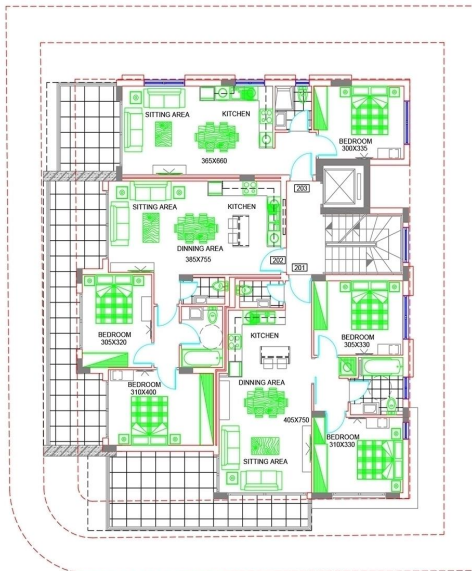 SITTING AREA
KITCHEN
365X660
BEDROOM
300X335
203
SITTING AREA
KITCHEN
DINNING AREA
385X755
202
201
BEDROOM
305X320
KITCHEN
BEDROOM
305X330
BEDROOM
310X400
DINNING AREA
405X750
SITTING AREA
BEDROOM
310X330